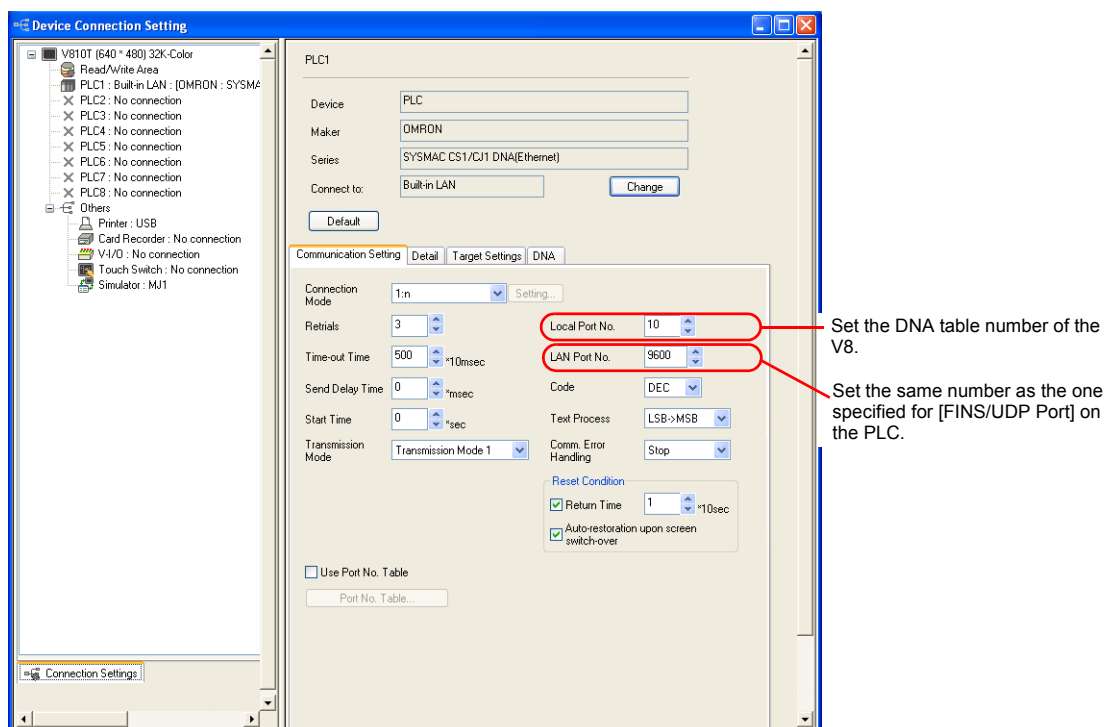 Device Connection Setting
V810T (640 * 480) 32K-Color
Read/Write Area
PLC1 : Built-in LAN : [OMRON : SYSMA
PLC2 : No connection
PLC3 : No connection
PLC4 : No connection
PLC5 : No connection
PLC6 : No connection
PLC7 : No connection
PLC8 : No connection
Others
Printer : USB
Card Recorder : No connection
V-I/O : No connection
Touch Switch : No connection
Simulator : MJ1
Connection Settings
PLC1
Device PLC
Maker OMRON
Series SYSMAC CS1/CJ1 DNA(Ethernet)
Connect to: Built-in LAN Change
Default
Communication Setting Detail Target Settings DNA
Connection Mode 1:n Setting...
Retrials 3 Local Port No. 10
Time-out Time 500 *10msec LAN Port No. 9600
Send Delay Time 0 *msec Code DEC
Start Time 0 *sec Text Process LSB->MSB
Transmission Mode Transmission Mode 1 Comm. Error Handling Stop
Reset Condition
Return Time 1 *10sec
Auto-restoration upon screen
switch-over
Use Port No. Table
Port No. Table...
Set the DNA table number of the
V8.
Set the same number as the one
specified for [FINS/UDP Port] on
the PLC.